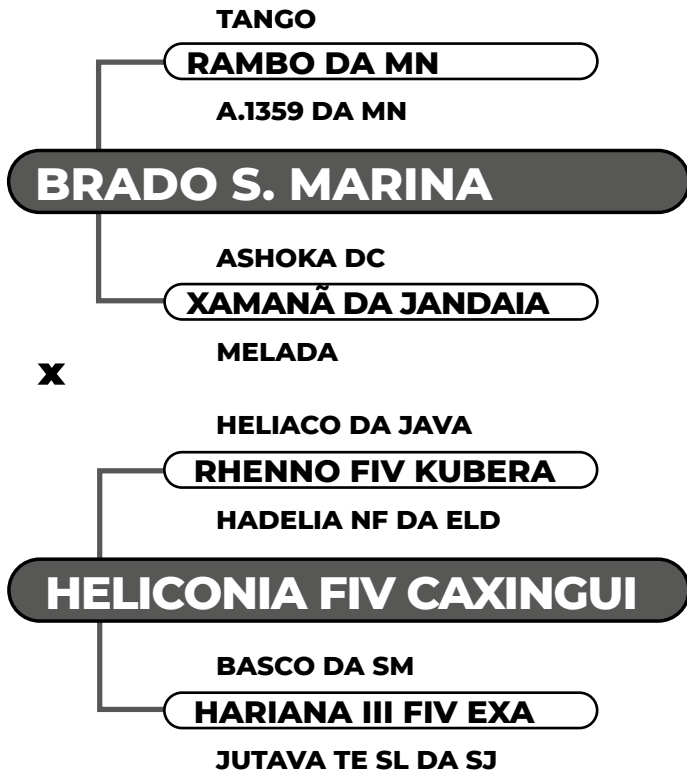 TANGO
RAMBO DA MN
A.1359 DA MN
BRADO S. MARINA
ASHOKA DC
XAMANÃ DA JANDAIA
MELADA
X
HELIACO DA JAVA
RHENNO FIV KUBERA
HADELIA NF DA ELD
HELICONIA FIV CAXINGUI
BASCO DA SM
HARIANA III FIV EXA
JUTAVA TE SL DA SJ